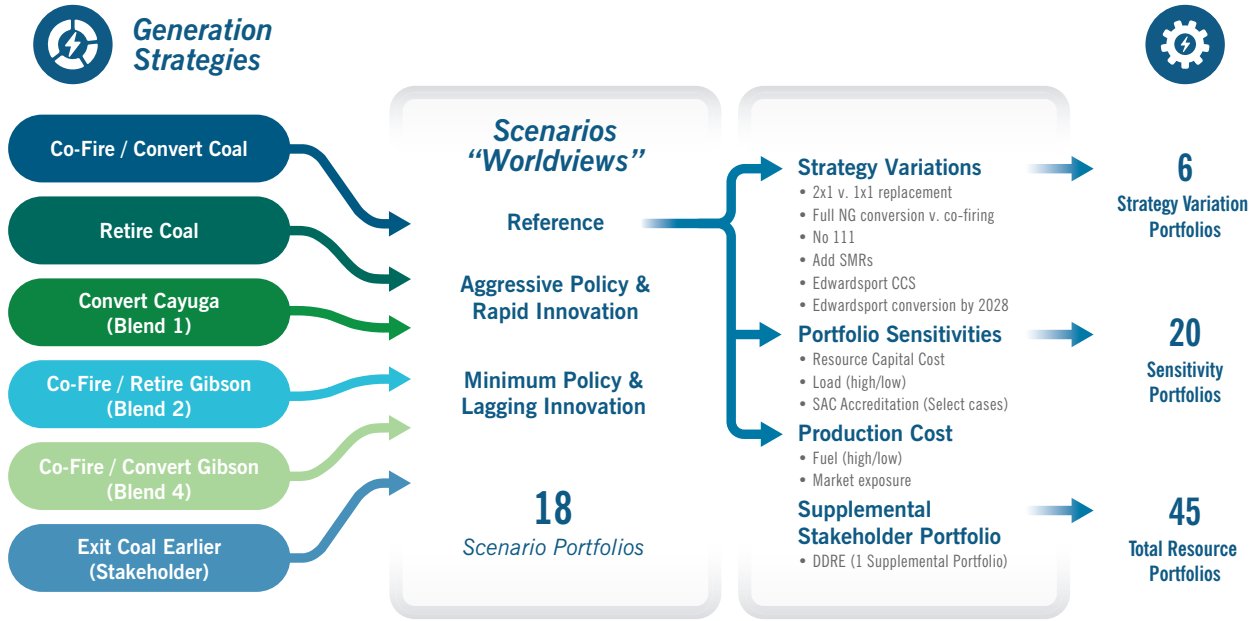 Generation
Strategies
Co-Fire / Convert Coal
Retire Coal
Convert Cayuga
(Blend 1)
Co-Fire / Retire Gibson
(Blend 2)
Co-Fire / Convert Gibson
(Blend 4)
Exit Coal Earlier
(Stakeholder)
Scenarios
“Worldviews”
Reference
Aggressive Policy &
Rapid Innovation
Minimum Policy &
Lagging Innovation
18
Scenario Portfolios
Strategy Variations
• 2x1 v. 1x1 replacement
• Full NG conversion v. co-firing
• No 111
• Add SMRs
• Edwardsport CCS
• Edwardsport conversion by 2028
Portfolio Sensitivities
• Resource Capital Cost
• Load (high/low)
• SAC Accreditation (Select cases)
Production Cost
• Fuel (high/low)
• Market exposure
Supplemental
Stakeholder Portfolio
• DDRE (1 Supplemental Portfolio)
6
Strategy Variation
Portfolios
20
Sensitivity
Portfolios
45
Total Resource
Portfolios